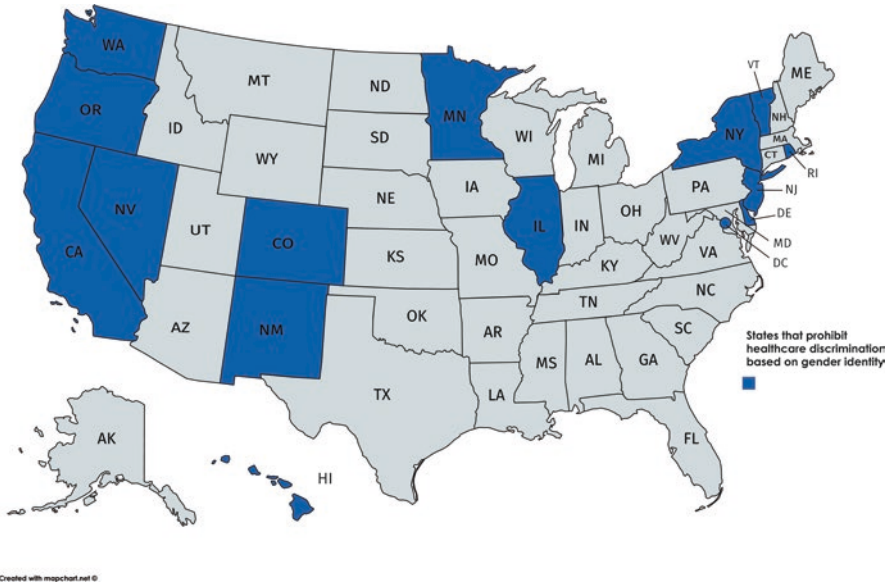 WA
MT
ND
MN
VT
ME
OR
ID
SD
WI
NY
NH
MA
CT
RI
WY
MI
IA
PA
NJ
NV
NE
IL
IN
OH
DE
UT
CO
CA
KS
MO
WV
VA
MD
DC
KY
AZ
NM
OK
AR
TN
NC
SC
MS
AL
GA
TX
LA
FL
AK
HI
States that prohibit
healthcare discrimination
based on gender identity
Created with mapchart.net ©